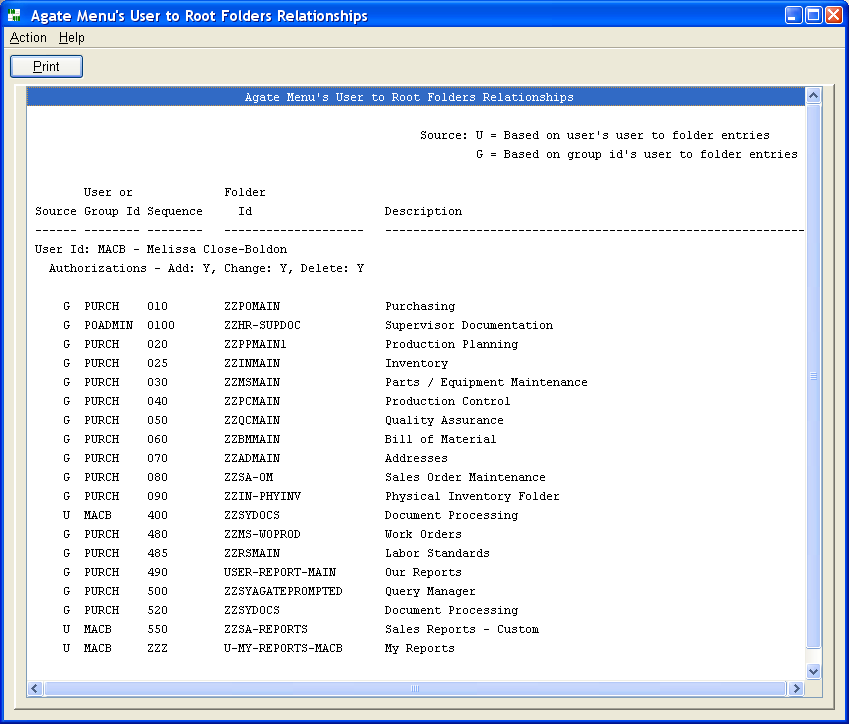 Agate Menu's User to Root Folders Relationships
Action Help
Print
Agate Menu's User to Root Folders Relationships
Source: U = Based on user's user to folder entries
G = Based on group id's user to folder entries
User or Folder
Source Group Id Sequence Id Description
------ -------- -------- -------------------- ------------------------------------------------------------
User Id: MACB - Melissa Close-Boldon
Authorizations - Add: Y, Change: Y, Delete: Y
G PURCH 010 ZZPOMAIN Purchasing
G POADMIN 0100 ZZHR-SUPDOC Supervisor Documentation
G PURCH 020 ZZPPMAIN1 Production Planning
G PURCH 025 ZZINMAIN Inventory
G PURCH 030 ZZMSMAIN Parts / Equipment Maintenance
G PURCH 040 ZZPCMAIN Production Control
G PURCH 050 ZZQCMAIN Quality Assurance
G PURCH 060 ZZBMMAIN Bill of Material
G PURCH 070 ZZADMAIN Addresses
G PURCH 080 ZZSA-OM Sales Order Maintenance
G PURCH 090 ZZIN-PHYINV Physical Inventory Folder
U MACB 400 ZZSYDOCS Document Processing
G PURCH 480 ZZMS-WOPROD Work Orders
G PURCH 485 ZZRSMAIN Labor Standards
G PURCH 490 USER-REPORT-MAIN Our Reports
G PURCH 500 ZZSYAGATEPROMPTED Query Manager
G PURCH 520 ZZSYDOCS Document Processing
U MACB 550 ZZSA-REPORTS Sales Reports - Custom
U MACB ZZZ U-MY-REPORTS-MACB My Reports